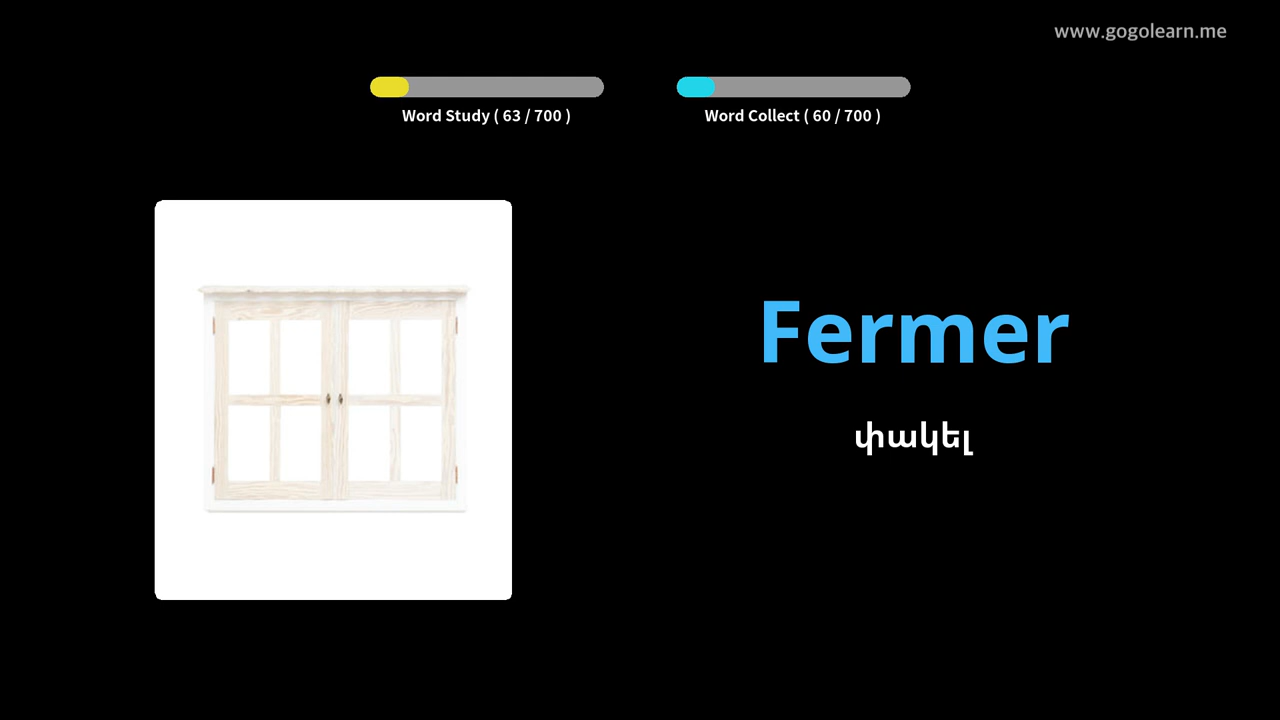 www.gogolearn.me
Word Study ( 63 / 700 )
Word Collect ( 60 / 700 )
Fermer
փակել